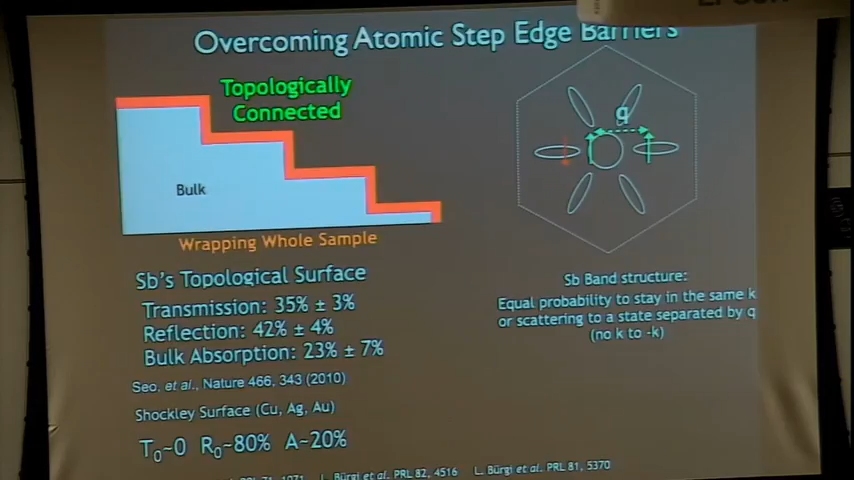 Overcoming Atomic Step Edge Barriers
Topologically
Connected
q
Bulk
Wrapping Whole Sample
Sb's Topological Surface
Transmission: 35% ± 3%
Reflection: 42% ± 4%
Bulk Absorption: 23% ± 7%
Seo, et al., Nature 466, 343 (2010)
Shockley Surface (Cu, Ag, Au)
T₀~0 R₀~80% A~20%
L. Bürgi et al. PRL 82, 4516 L. Bürgi et al. PRL 81, 5370
Sb Band structure:
Equal probability to stay in the same k
or scattering to a state separated by q
(no k to -k)